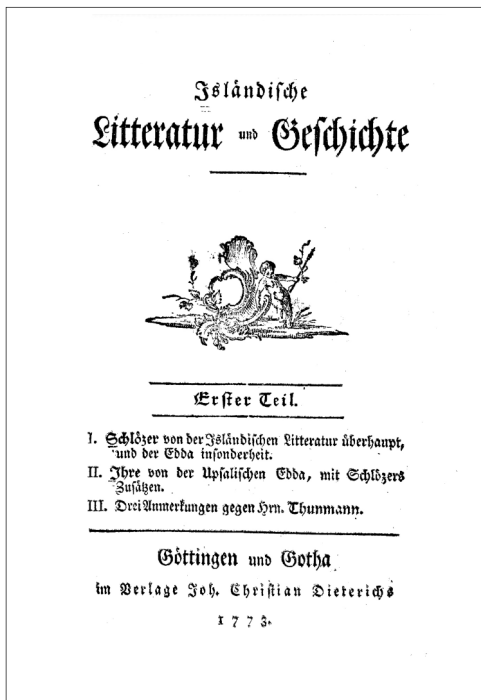 Isländische
Litteratur und Geschichte
Erster Teil.
I. Schlözer von der Isländischen Litteratur überhaupt,
und der Edda insonderheit.
II. Ihre von der Upsalischen Edda, mit Schlözers
Zusätzen.
III. Drei Anmerkungen gegen Hrn. Thunmann.
Göttingen und Gotha
im Verlage Joh. Christian Dieterichs
1773.